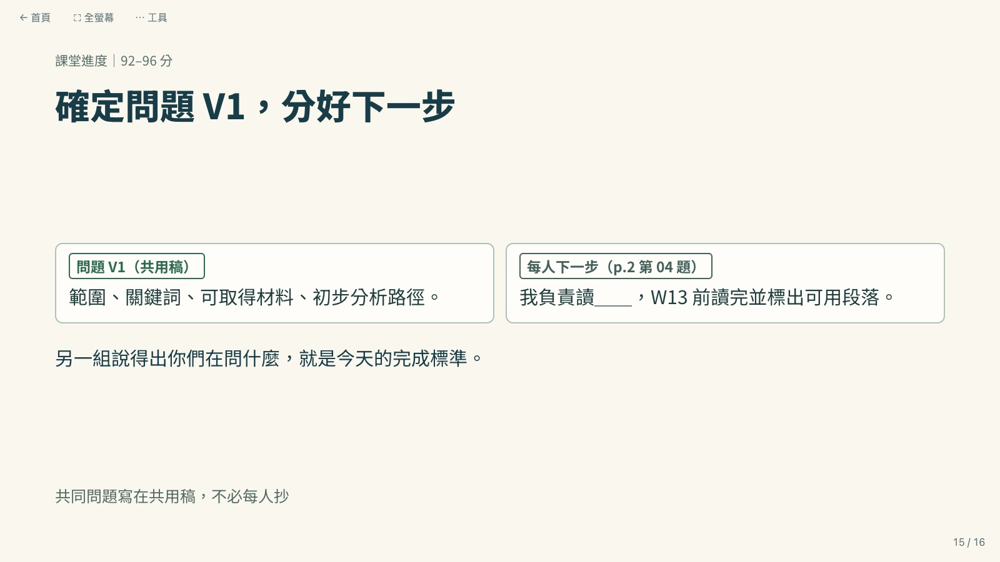 ← 首頁 全螢幕 ⋯ 工具
課堂進度｜92–96 分
確定問題 V1，分好下一步
問題 V1（共用稿）
範圍、關鍵詞、可取得材料、初步分析路徑。
每人下一步（p.2 第 04 題）
我負責讀____，W13 前讀完並標出可用段落。
另一組說得出你們在問什麼，就是今天的完成標準。
共同問題寫在共用稿，不必每人抄
15 / 16